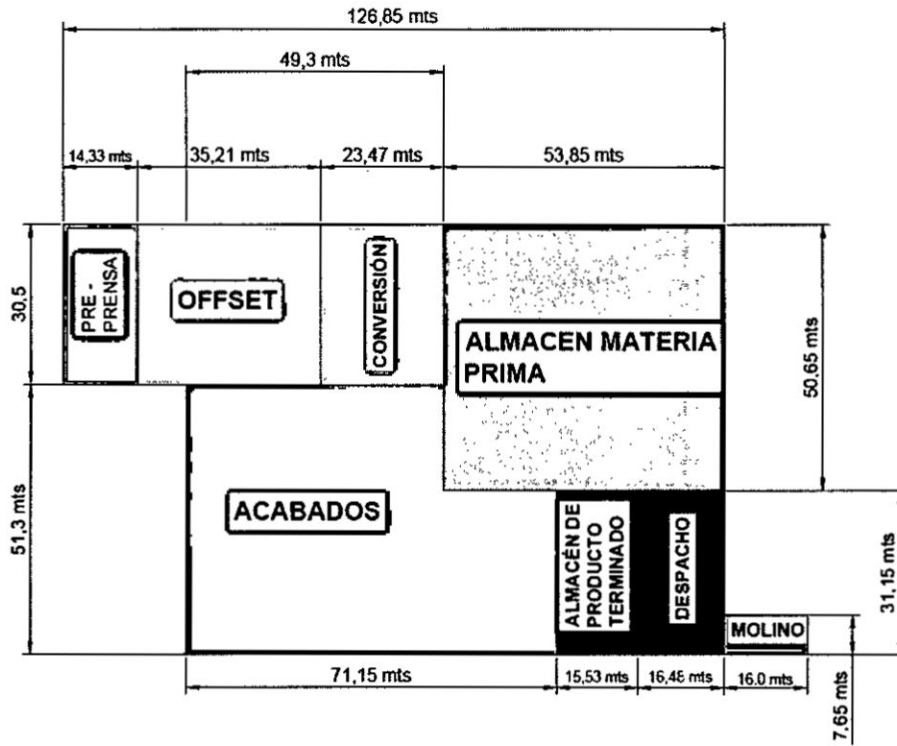 126,85 mts
49,3 mts
14,33 mts
35,21 mts
23,47 mts
53,85 mts
30,5
PRE -
PRENSA
OFFSET
CONVERSIÓN
ALMACEN MATERIA
PRIMA
50,65 mts
51,3 mts
ACABADOS
ALMACÉN DE
PRODUCTO
TERMINADO
DESPACHO
31,15 mts
MOLINO
71,15 mts
15,53 mts
16,48 mts
16.0 mts
7,65 mts